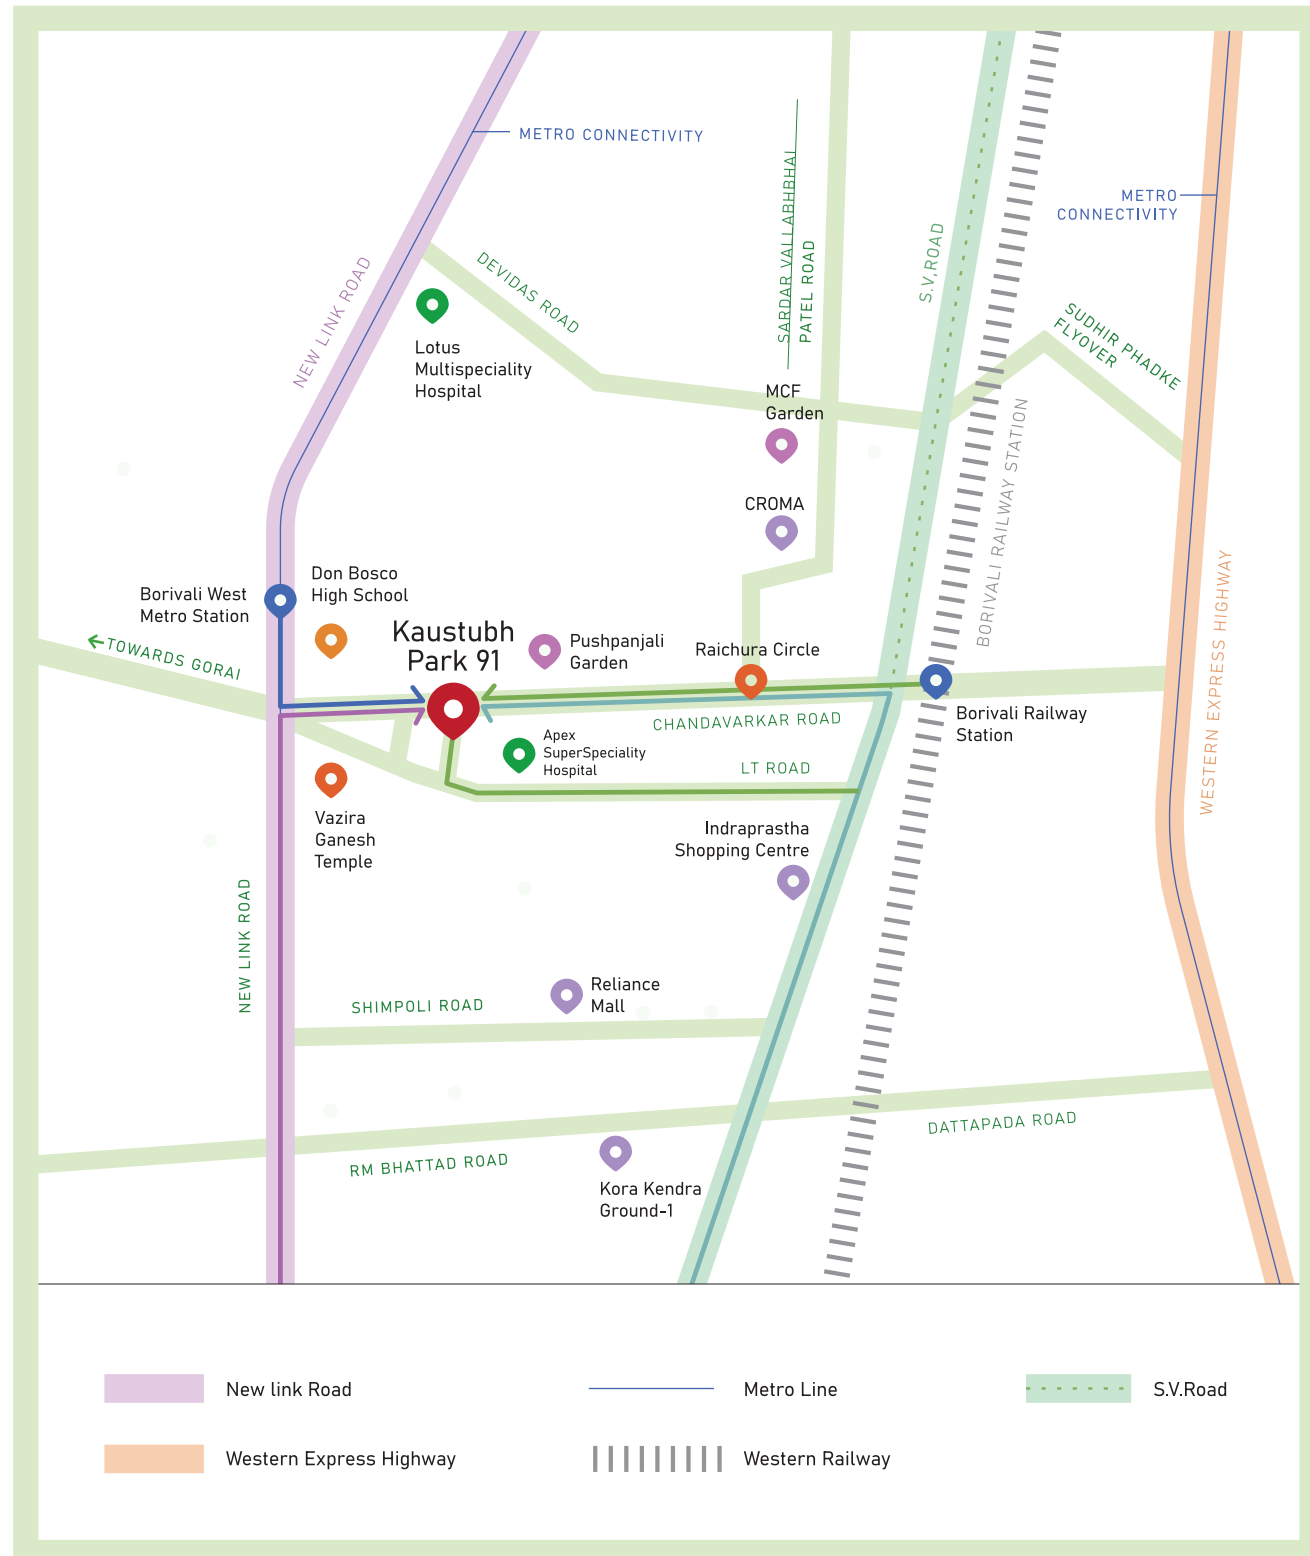 METRO CONNECTIVITY
METRO
CONNECTIVITY
SARDAR VALLABHBHAI
PATEL ROAD
S.V,ROAD
DEVIDAS ROAD
NEW LINK ROAD
SUDHIR PHADKE
FLYOVER
Lotus
Multispeciality
Hospital
MCF
Garden
BORIVALI RAILWAY STATION
CROMA
WESTERN EXPRESS HIGHWAY
Don Bosco
High School
Borivali West
Metro Station
TOWARDS GORAI
Kaustubh
Park 91
Pushpanjali
Garden
Raichura Circle
Borivali Railway
Station
CHANDAVARKAR ROAD
Apex
SuperSpeciality
Hospital
LT ROAD
Vazira
Ganesh
Temple
Indraprastha
Shopping Centre
NEW LINK ROAD
Reliance
Mall
SHIMPOLI ROAD
DATTAPADA ROAD
RM BHATTAD ROAD
Kora Kendra
Ground-1
New link Road
Metro Line
S.V.Road
Western Express Highway
Western Railway